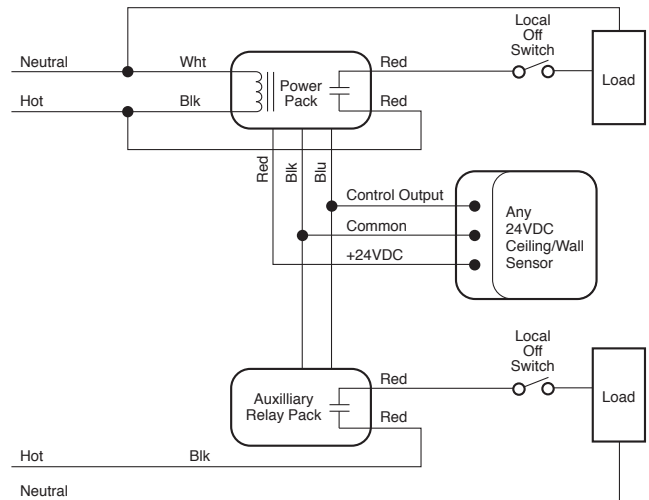 Local
Off
Switch
Neutral
Wht
Red
Power
Pack
Load
Hot
Blk
Red
Red
Blk
Blu
Control Output
Common
+24VDC
Any
24VDC
Ceiling/Wall
Sensor
Local
Off
Switch
Red
Auxilliary
Relay Pack
Load
Red
Hot
Blk
Neutral